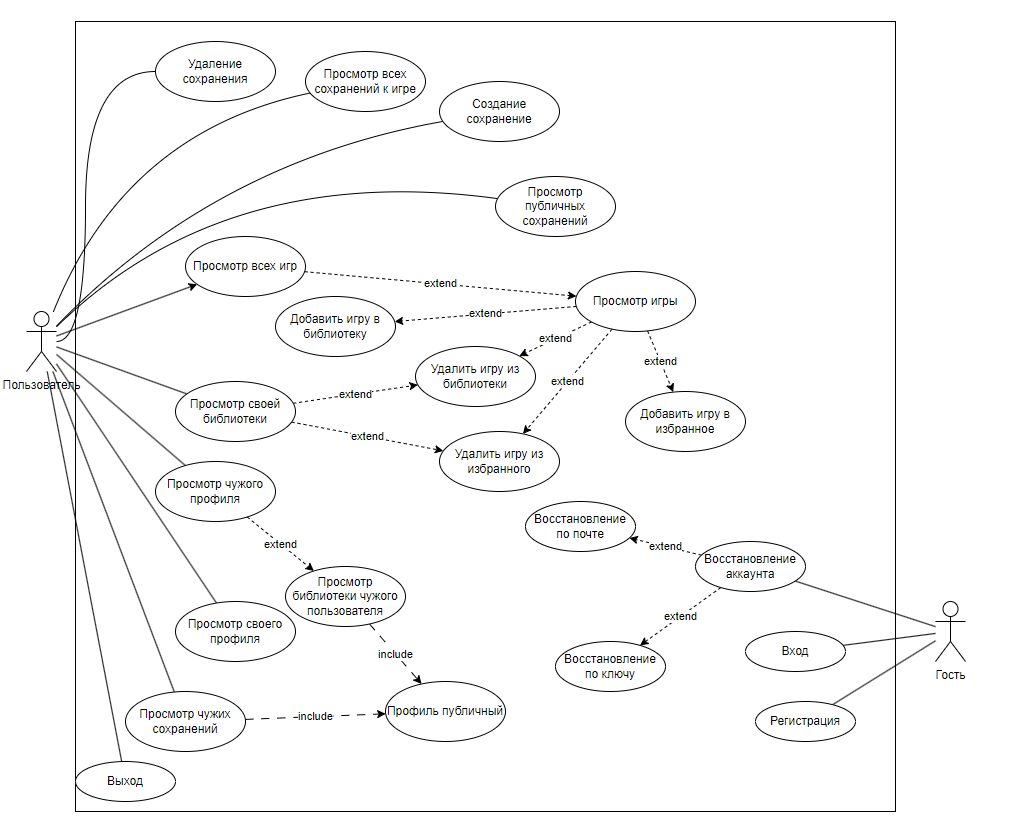 Удаление
сохранения
Просмотр всех
сохранений к игре
Создание
сохранение
Просмотр
публичных
сохранений
Просмотр всех игр
extend
Просмотр игры
Добавить игру в
библиотеку
extend
extend
extend
extend
Удалить игру из
библиотеки
Пользователь
Просмотр своей
библиотеки
extend
extend
Добавить игру в
избранное
Удалить игру из
избранного
Просмотр чужого
профиля
extend
Восстановление
по почте
extend
Восстановление
аккаунта
Просмотр
библиотеки чужого
пользователя
extend
Просмотр своего
профиля
include
Восстановление
по ключу
Вход
Гость
Просмотр чужих
сохранений
include
Профиль публичный
Регистрация
Выход